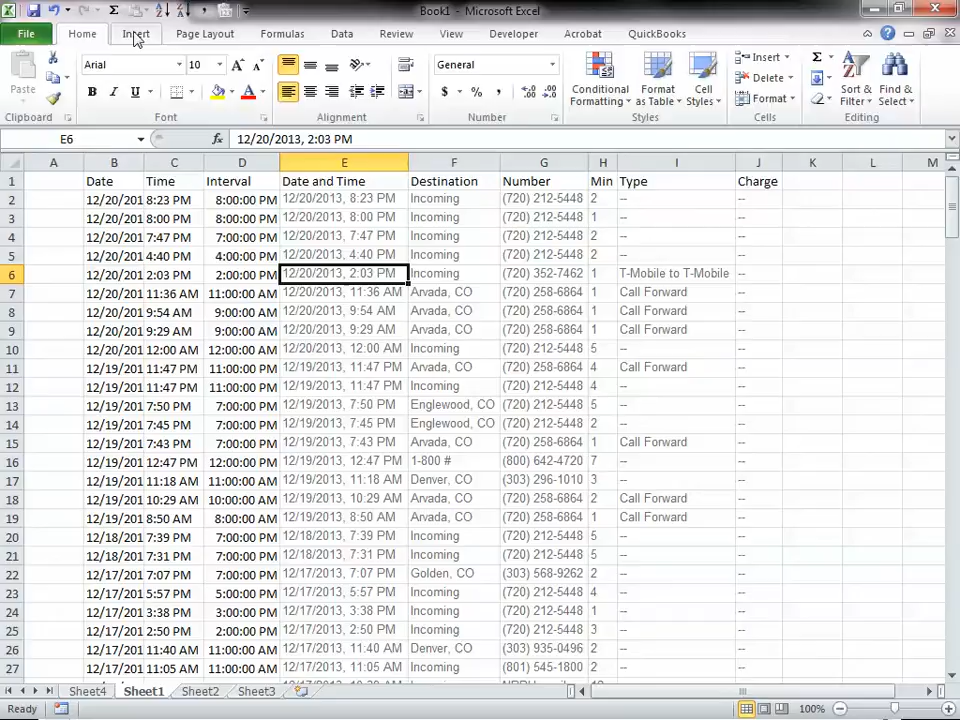 Book1 - Microsoft Excel
File Home Insert Page Layout Formulas Data Review View Developer Acrobat QuickBooks
Paste Arial 10 General Conditional Formatting Format as Table Cell Styles Insert Delete Format Sort & Filter Find & Select
Clipboard Font Alignment Number Styles Cells Editing
E6 fx 12/20/2013, 2:03 PM
A B C D E F G H I J K L M
1 Date Time Interval Date and Time Destination Number Min Type Charge
2 12/20/201 8:23 PM 8:00:00 PM 12/20/2013, 8:23 PM Incoming (720) 212-5448 2 -- --
3 12/20/201 8:00 PM 8:00:00 PM 12/20/2013, 8:00 PM Incoming (720) 212-5448 1 -- --
4 12/20/201 7:47 PM 7:00:00 PM 12/20/2013, 7:47 PM Incoming (720) 212-5448 2 -- --
5 12/20/201 4:40 PM 4:00:00 PM 12/20/2013, 4:40 PM Incoming (720) 212-5448 2 -- --
6 12/20/201 2:03 PM 2:00:00 PM 12/20/2013, 2:03 PM Incoming (720) 352-7462 1 T-Mobile to T-Mobile --
7 12/20/201 11:36 AM 11:00:00 AM 12/20/2013, 11:36 AM Arvada, CO (720) 258-6864 1 Call Forward --
8 12/20/201 9:54 AM 9:00:00 AM 12/20/2013, 9:54 AM Arvada, CO (720) 258-6864 1 Call Forward --
9 12/20/201 9:29 AM 9:00:00 AM 12/20/2013, 9:29 AM Arvada, CO (720) 258-6864 1 Call Forward --
10 12/20/201 12:00 AM 12:00:00 AM 12/20/2013, 12:00 AM Incoming (720) 212-5448 5 -- --
11 12/19/201 11:47 PM 11:00:00 PM 12/19/2013, 11:47 PM Arvada, CO (720) 258-6864 4 Call Forward --
12 12/19/201 11:47 PM 11:00:00 PM 12/19/2013, 11:47 PM Incoming (720) 212-5448 4 -- --
13 12/19/201 7:50 PM 7:00:00 PM 12/19/2013, 7:50 PM Englewood, CO (720) 212-5448 5 -- --
14 12/19/201 7:45 PM 7:00:00 PM 12/19/2013, 7:45 PM Englewood, CO (720) 212-5448 2 -- --
15 12/19/201 7:43 PM 7:00:00 PM 12/19/2013, 7:43 PM Arvada, CO (720) 258-6864 1 Call Forward --
16 12/19/201 12:47 PM 12:00:00 PM 12/19/2013, 12:47 PM 1-800 # (800) 642-4720 7 -- --
17 12/19/201 11:18 AM 11:00:00 AM 12/19/2013, 11:18 AM Denver, CO (303) 296-1010 3 -- --
18 12/19/201 10:29 AM 10:00:00 AM 12/19/2013, 10:29 AM Arvada, CO (720) 258-6864 2 Call Forward --
19 12/19/201 8:50 AM 8:00:00 AM 12/19/2013, 8:50 AM Arvada, CO (720) 258-6864 1 Call Forward --
20 12/18/201 7:39 PM 7:00:00 PM 12/18/2013, 7:39 PM Incoming (720) 212-5448 5 -- --
21 12/18/201 7:31 PM 7:00:00 PM 12/18/2013, 7:31 PM Incoming (720) 212-5448 5 -- --
22 12/17/201 7:07 PM 7:00:00 PM 12/17/2013, 7:07 PM Golden, CO (303) 568-9262 2 -- --
23 12/17/201 5:57 PM 5:00:00 PM 12/17/2013, 5:57 PM Incoming (720) 212-5448 4 -- --
24 12/17/201 3:38 PM 3:00:00 PM 12/17/2013, 3:38 PM Incoming (720) 212-5448 1 -- --
25 12/17/201 2:50 PM 2:00:00 PM 12/17/2013, 2:50 PM Incoming (720) 212-5448 3 -- --
26 12/17/201 11:40 AM 11:00:00 AM 12/17/2013, 11:40 AM Denver, CO (303) 935-0496 2 -- --
27 12/17/201 11:05 AM 11:00:00 AM 12/17/2013, 11:05 AM Incoming (801) 545-1800 2 -- --
Sheet4 Sheet1 Sheet2 Sheet3
Ready 100%